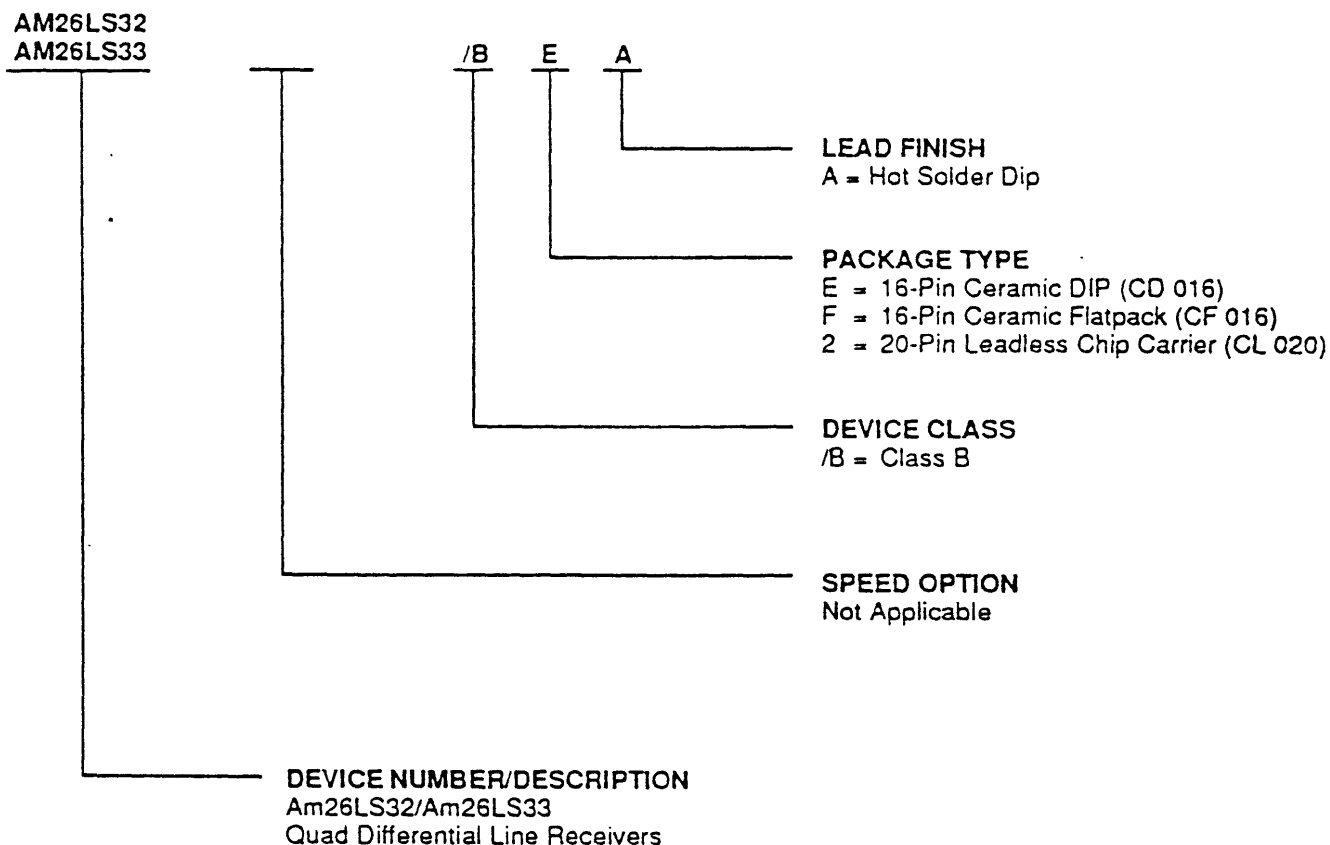 AM26LS32
AM26LS33 /B E A
LEAD FINISH
A = Hot Solder Dip
PACKAGE TYPE
E = 16-Pin Ceramic DIP (CD 016)
F = 16-Pin Ceramic Flatpack (CF 016)
2 = 20-Pin Leadless Chip Carrier (CL 020)
DEVICE CLASS
/B = Class B
SPEED OPTION
Not Applicable
DEVICE NUMBER/DESCRIPTION
Am26LS32/Am26LS33
Quad Differential Line Receivers